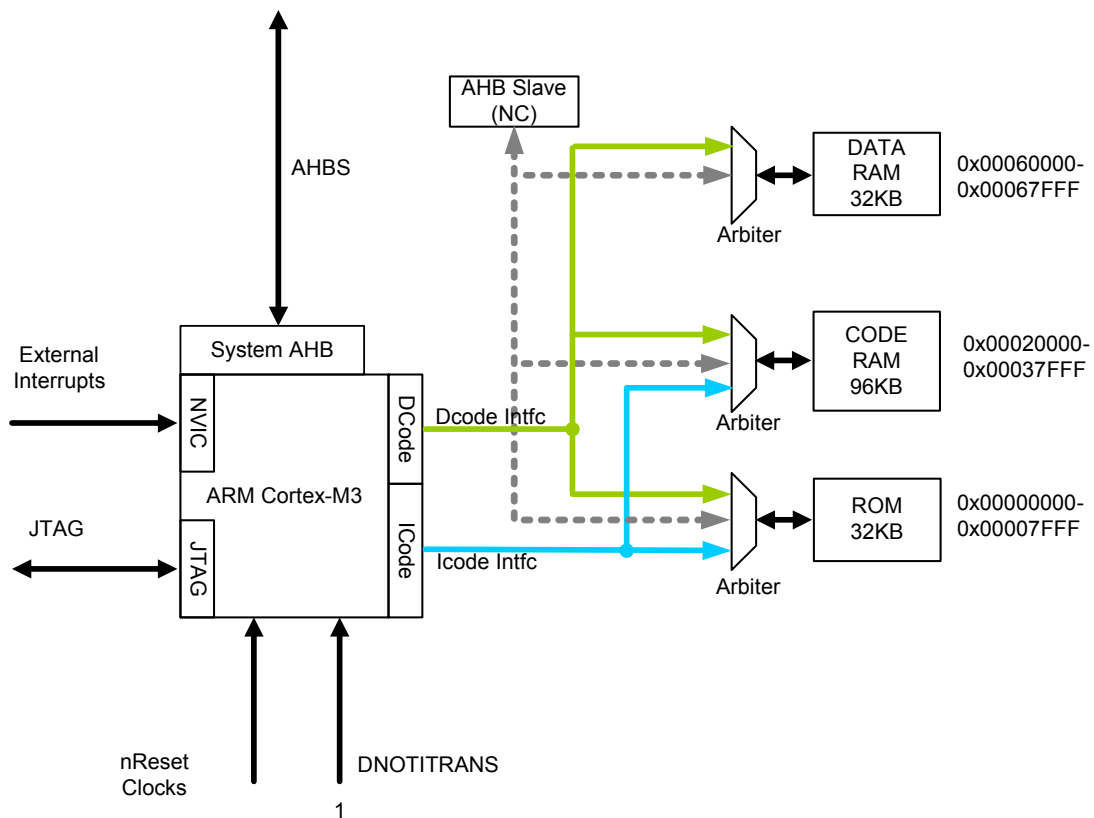 AHB Slave
(NC)
AHBS
DATA
RAM
32KB
0x00060000-
0x00067FFF
Arbiter
System AHB
External
Interrupts
NVIC
DCode
Dcode Intfc
CODE
RAM
96KB
0x00020000-
0x00037FFF
Arbiter
ARM Cortex-M3
JTAG
JTAG
ICode
Icode Intfc
ROM
32KB
0x00000000-
0x00007FFF
Arbiter
nReset
Clocks
DNOTITRANS
1